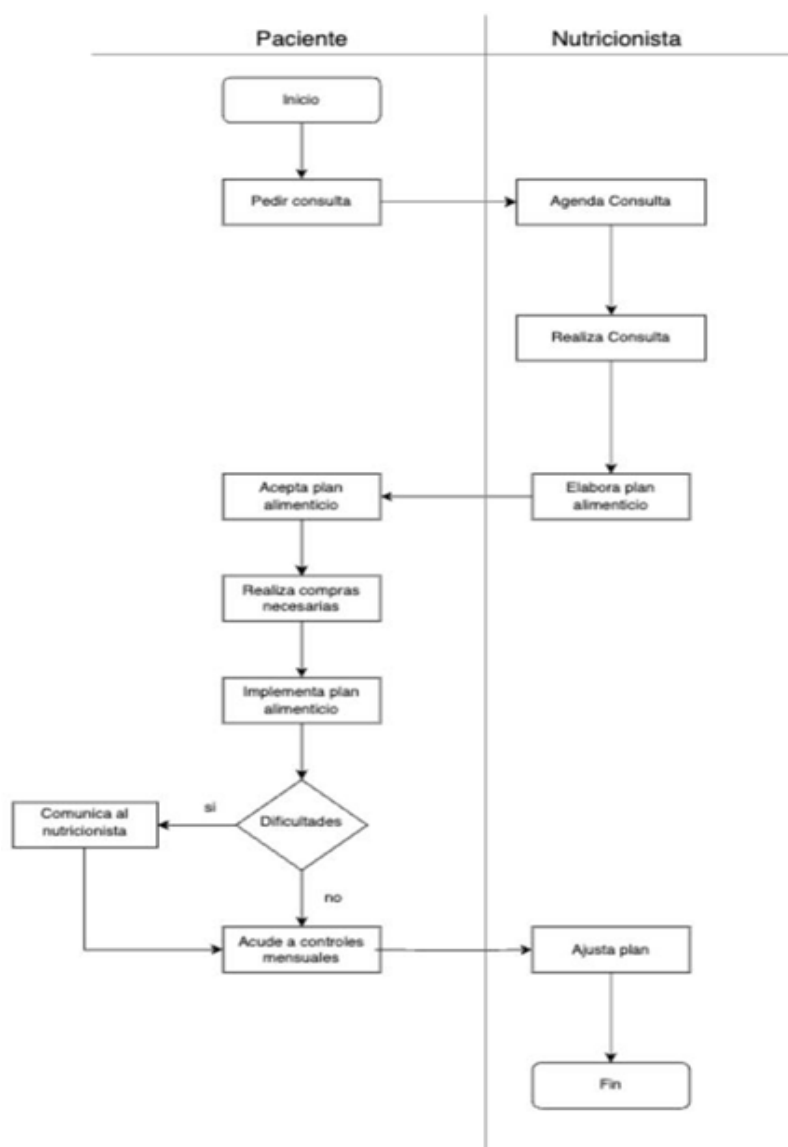 Paciente
Nutricionista
Inicio
Pedir consulta
Agenda Consulta
Realiza Consulta
Acepta plan
alimenticio
Elabora plan
alimenticio
Realiza compras
necesarias
Implementa plan
alimenticio
Dificultades
si
Comunica al
nutricionista
no
Acude a controles
mensuales
Ajusta plan
Fin